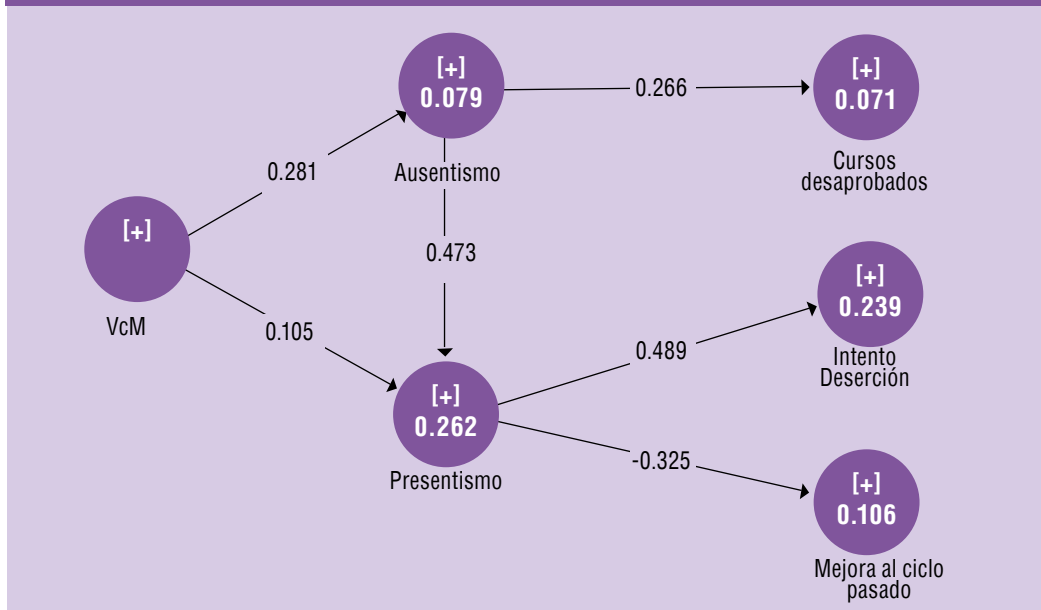 [+]
0.079
Ausentismo
0.266
[+]
0.071
Cursos
desaprobados
0.281
[+]
VcM
0.473
0.105
[+]
0.239
Intento
Deserción
0.489
[+]
0.262
Presentismo
-0.325
[+]
0.106
Mejora al ciclo
pasado